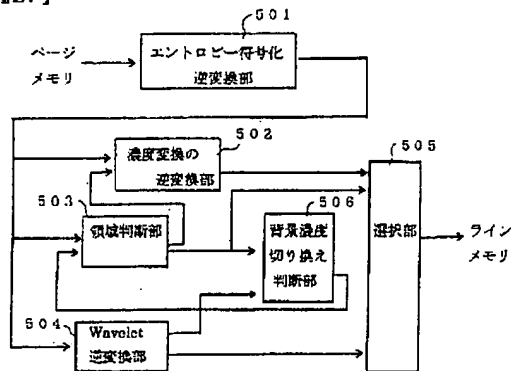 501
ページ
メモリ
エントロピー符号化
逆変換部
502
濃度変換の
逆変換部
503
領域判断部
506
背景濃度
切り換え
判断部
505
選択部
ライン
メモリ
504
Wavelet
逆変換部